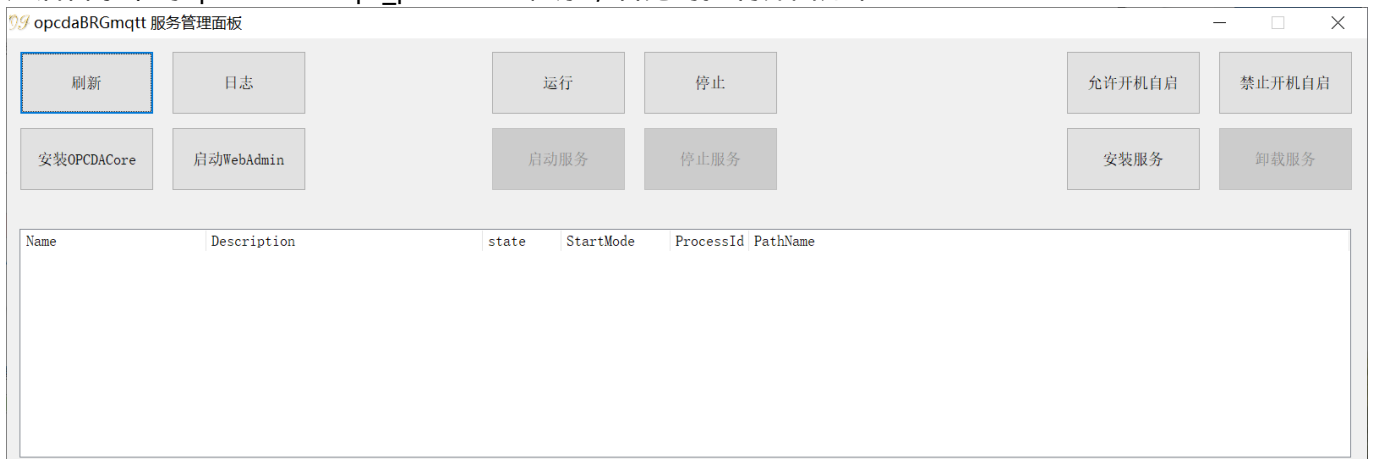 opcdaBRGmqtt 服务管理面板
刷新 日志 运行 停止 允许开机自启 禁止开机自启
安装OPCDACore 启动WebAdmin 启动服务 停止服务 安装服务 卸载服务
Name Description state StartMode ProcessId PathName